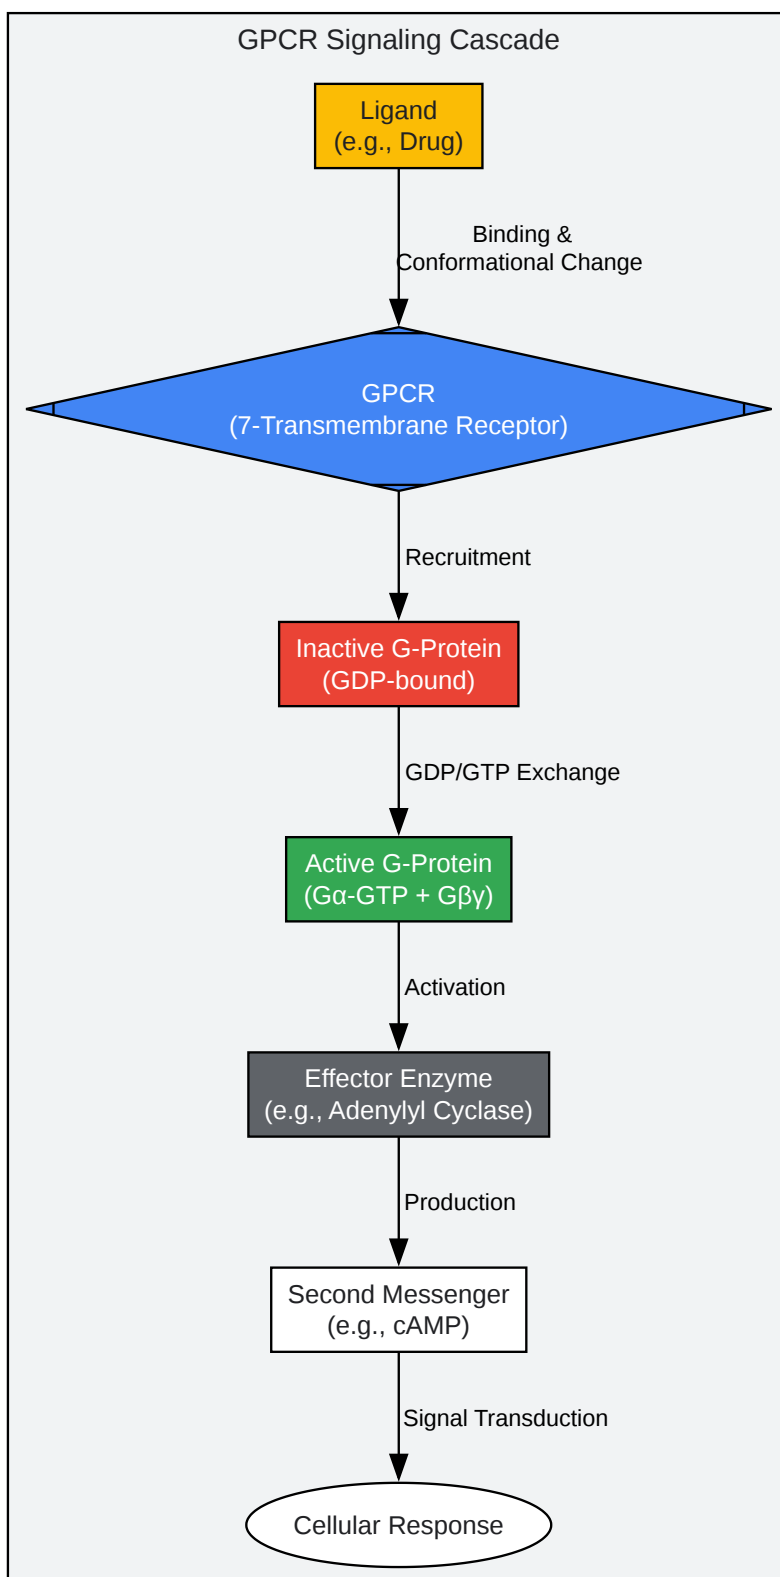 GPCR Signaling Cascade
Ligand
(e.g., Drug)
Binding &
Conformational Change
GPCR
(7-Transmembrane Receptor)
Recruitment
Inactive G-Protein
(GDP-bound)
GDP/GTP Exchange
Active G-Protein
(Gα-GTP + Gβγ)
Activation
Effector Enzyme
(e.g., Adenylyl Cyclase)
Production
Second Messenger
(e.g., cAMP)
Signal Transduction
Cellular Response